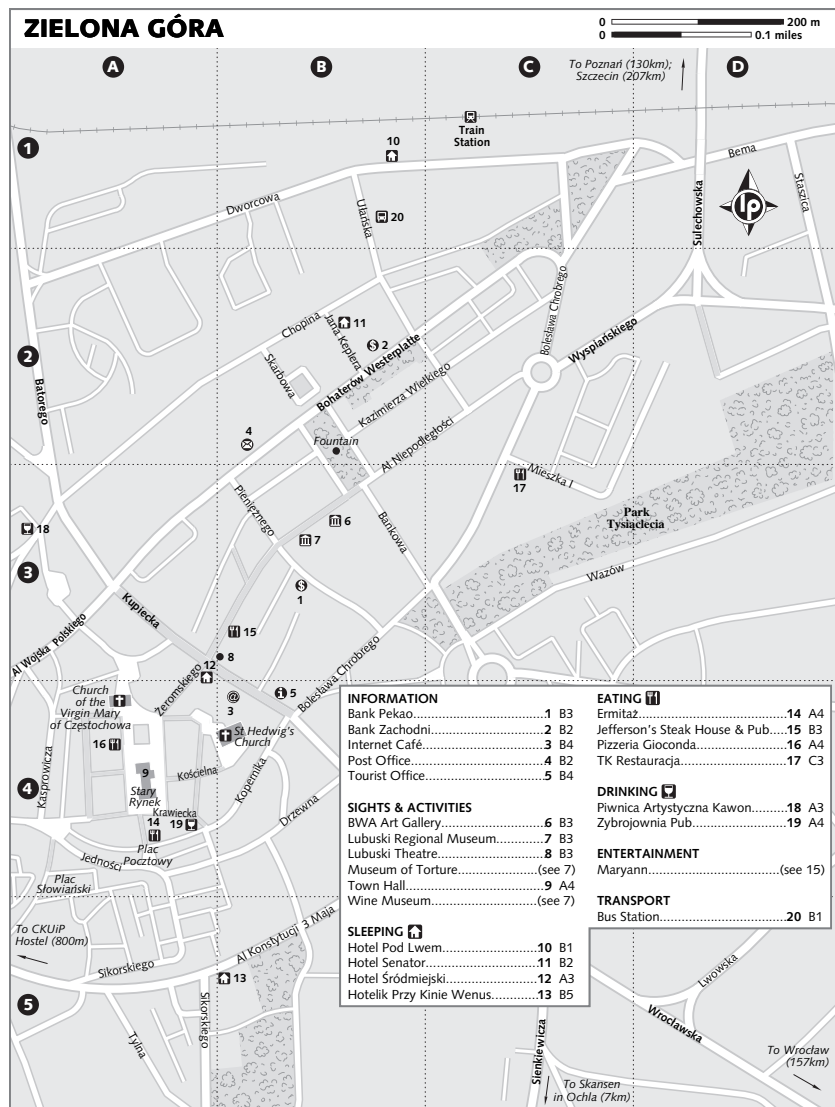 ZIELONA GÓRA
0 200 m
0 0.1 miles
A
B
C
D
To Poznań (130km);
Szczecin (207km)
1
Train
Station
10
Bema
Staszica
Dworcowa
Ułańska
20
Sulechowska
lp
Bolesława Chrobrego
Chopina
11
Jana Keplera
$ 2
Wyspiańskiego
2
Skarbowa
Bohaterów Westerplatte
Kazimierza Wielkiego
Batorego
4
Fountain
Al Niepodległości
Mieszka I
17
Pieniężnego
Bankowa
6
7
Park
Tysiąclecia
18
3
$
1
Wazów
Kupiecka
15
Al Wojska Polskiego
8
12
Żeromskiego
Bolesława Chrobrego
Church
of the
Virgin Mary
of Częstochowa
@
3
5
St Hedwig's
Church
16
Kasprowicza
9
Kościelna
4
Stary
Rynek
Kopernika
Krawiecka
14
19
Drzewna
Plac
Pocztowy
Jedności
Plac
Słowiański
To CKUiP
Hostel (800m)
Al Konstytucji 3 Maja
Sikorskiego
13
5
Sikorskiego
Tylna
INFORMATION
Bank Pekao 1 B3
Bank Zachodni 2 B2
Internet Café 3 B4
Post Office 4 B2
Tourist Office 5 B4
SIGHTS & ACTIVITIES
BWA Art Gallery 6 B3
Lubuski Regional Museum 7 B3
Lubuski Theatre 8 B3
Museum of Torture (see 7)
Town Hall 9 A4
Wine Museum (see 7)
SLEEPING
Hotel Pod Lwem 10 B1
Hotel Senator 11 B2
Hotel Śródmiejski 12 A3
Hotelik Przy Kinie Wenus 13 B5
EATING
Ermitaż 14 A4
Jefferson's Steak House & Pub 15 B3
Pizzeria Gioconda 16 A4
TK Restauracja 17 C3
DRINKING
Piwnica Artystyczna Kawon 18 A3
Zybrojownia Pub 19 A4
ENTERTAINMENT
Maryann (see 15)
TRANSPORT
Bus Station 20 B1
Lwowska
Wrocławska
Sienkiewicza
To Wrocław
(157km)
To Skansen
in Ochla (7km)